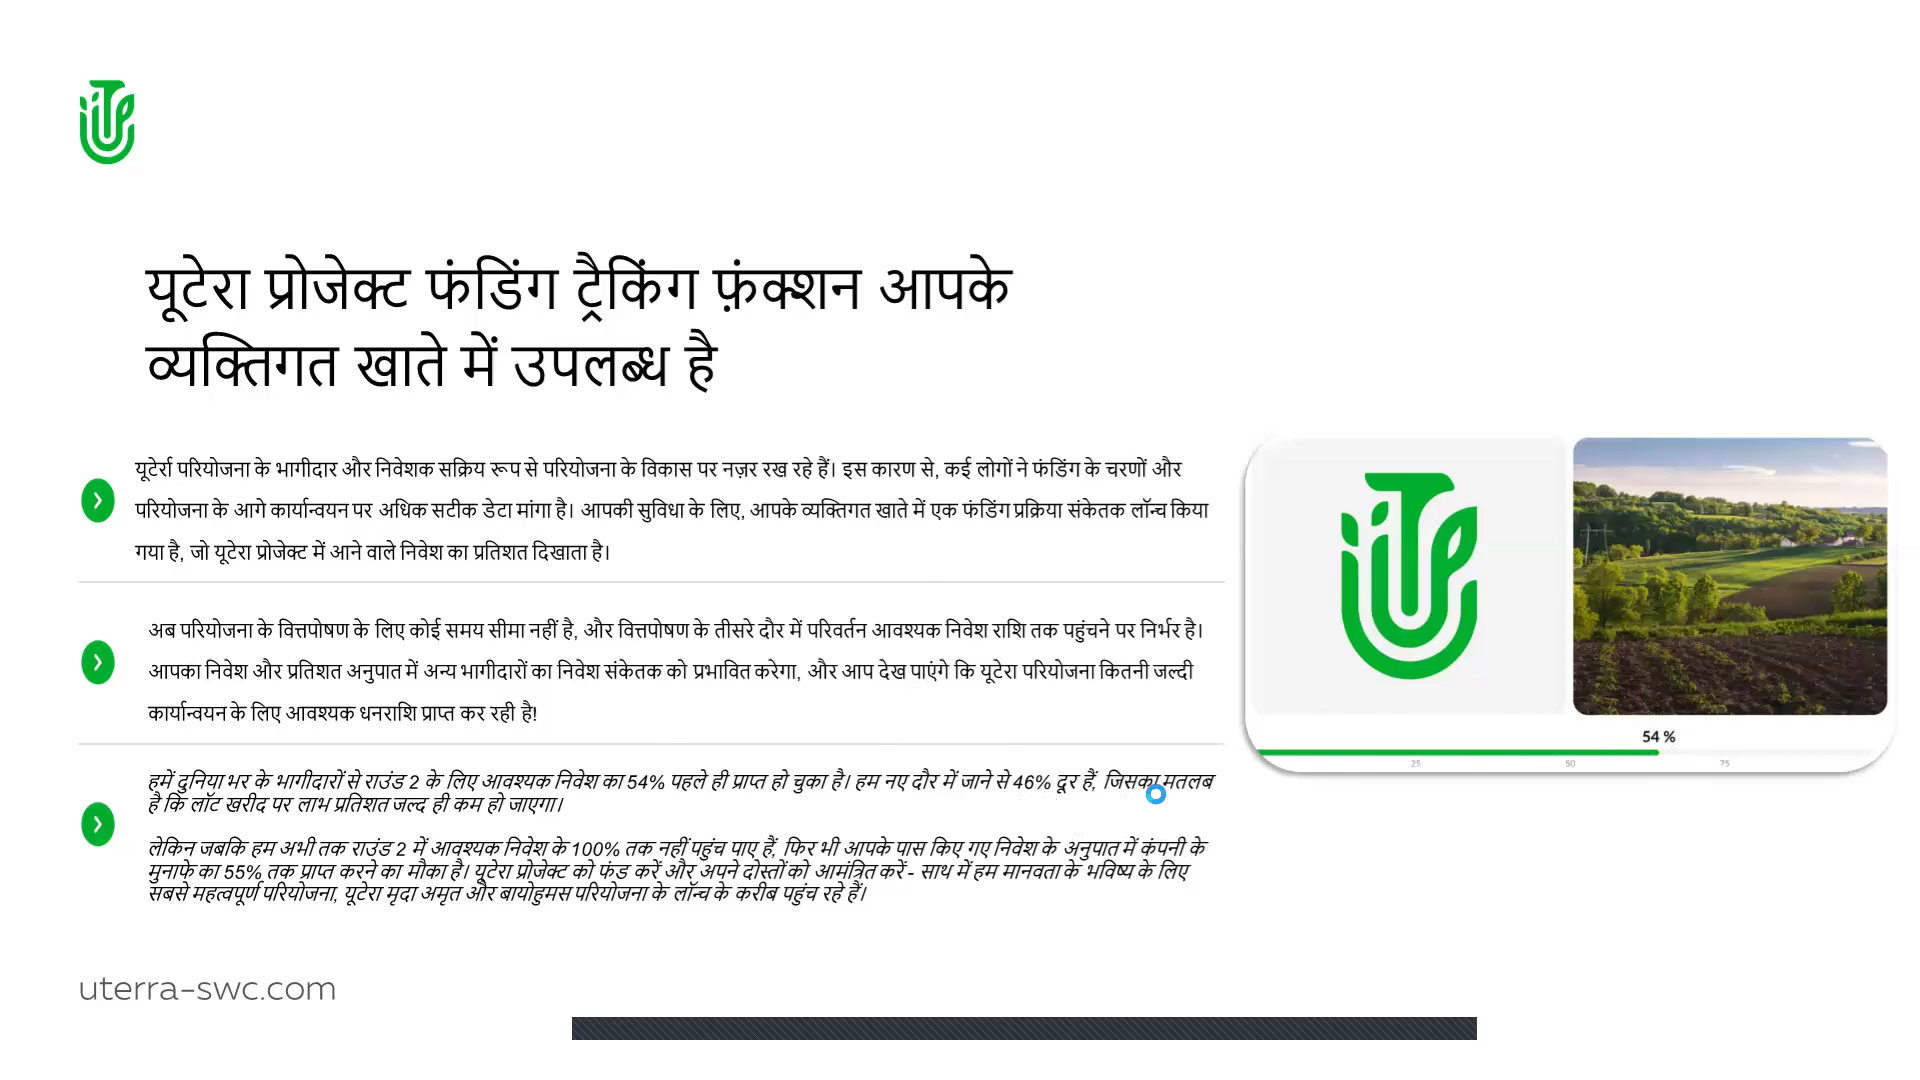 यूटेरा प्रोजेक्ट फंडिंग ट्रैकिंग फ़ंक्शन आपके
व्यक्तिगत खाते में उपलब्ध है
यूटेर्रा परियोजना के भागीदार और निवेशक सक्रिय रूप से परियोजना के विकास पर नज़र रख रहे हैं। इस कारण से, कई लोगों ने फंडिंग के चरणों और
परियोजना के आगे कार्यान्वयन पर अधिक सटीक डेटा मांगा है। आपकी सुविधा के लिए, आपके व्यक्तिगत खाते में एक फंडिंग प्रक्रिया संकेतक लॉन्च किया
गया है, जो यूटेरा प्रोजेक्ट में आने वाले निवेश का प्रतिशत दिखाता है।
अब परियोजना के वित्तपोषण के लिए कोई समय सीमा नहीं है, और वित्तपोषण के तीसरे दौर में परिवर्तन आवश्यक निवेश राशि तक पहुंचने पर निर्भर है।
आपका निवेश और प्रतिशत अनुपात में अन्य भागीदारों का निवेश संकेतक को प्रभावित करेगा, और आप देख पाएंगे कि यूटेरा परियोजना कितनी जल्दी
कार्यान्वयन के लिए आवश्यक धनराशि प्राप्त कर रही है!
54 %
25 50 75
हमें दुनिया भर के भागीदारों से राउंड 2 के लिए आवश्यक निवेश का 54% पहले ही प्राप्त हो चुका है। हम नए दौर में जाने से 46% दूर हैं, जिसका मतलब
है कि लॉट खरीद पर लाभ प्रतिशत जल्द ही कम हो जाएगा।
लेकिन जबकि हम अभी तक राउंड 2 में आवश्यक निवेश के 100% तक नहीं पहुंच पाए हैं, फिर भी आपके पास किए गए निवेश के अनुपात में कंपनी के
मुनाफे का 55% तक प्राप्त करने का मौका है। यूटेरा प्रोजेक्ट को फंड करें और अपने दोस्तों को आमंत्रित करें - साथ में हम मानवता के भविष्य के लिए
सबसे महत्वपूर्ण परियोजना, यूटेरा मृदा अमृत और बायोहुमस परियोजना के लॉन्च के करीब पहुंच रहे हैं।
uterra-swc.com